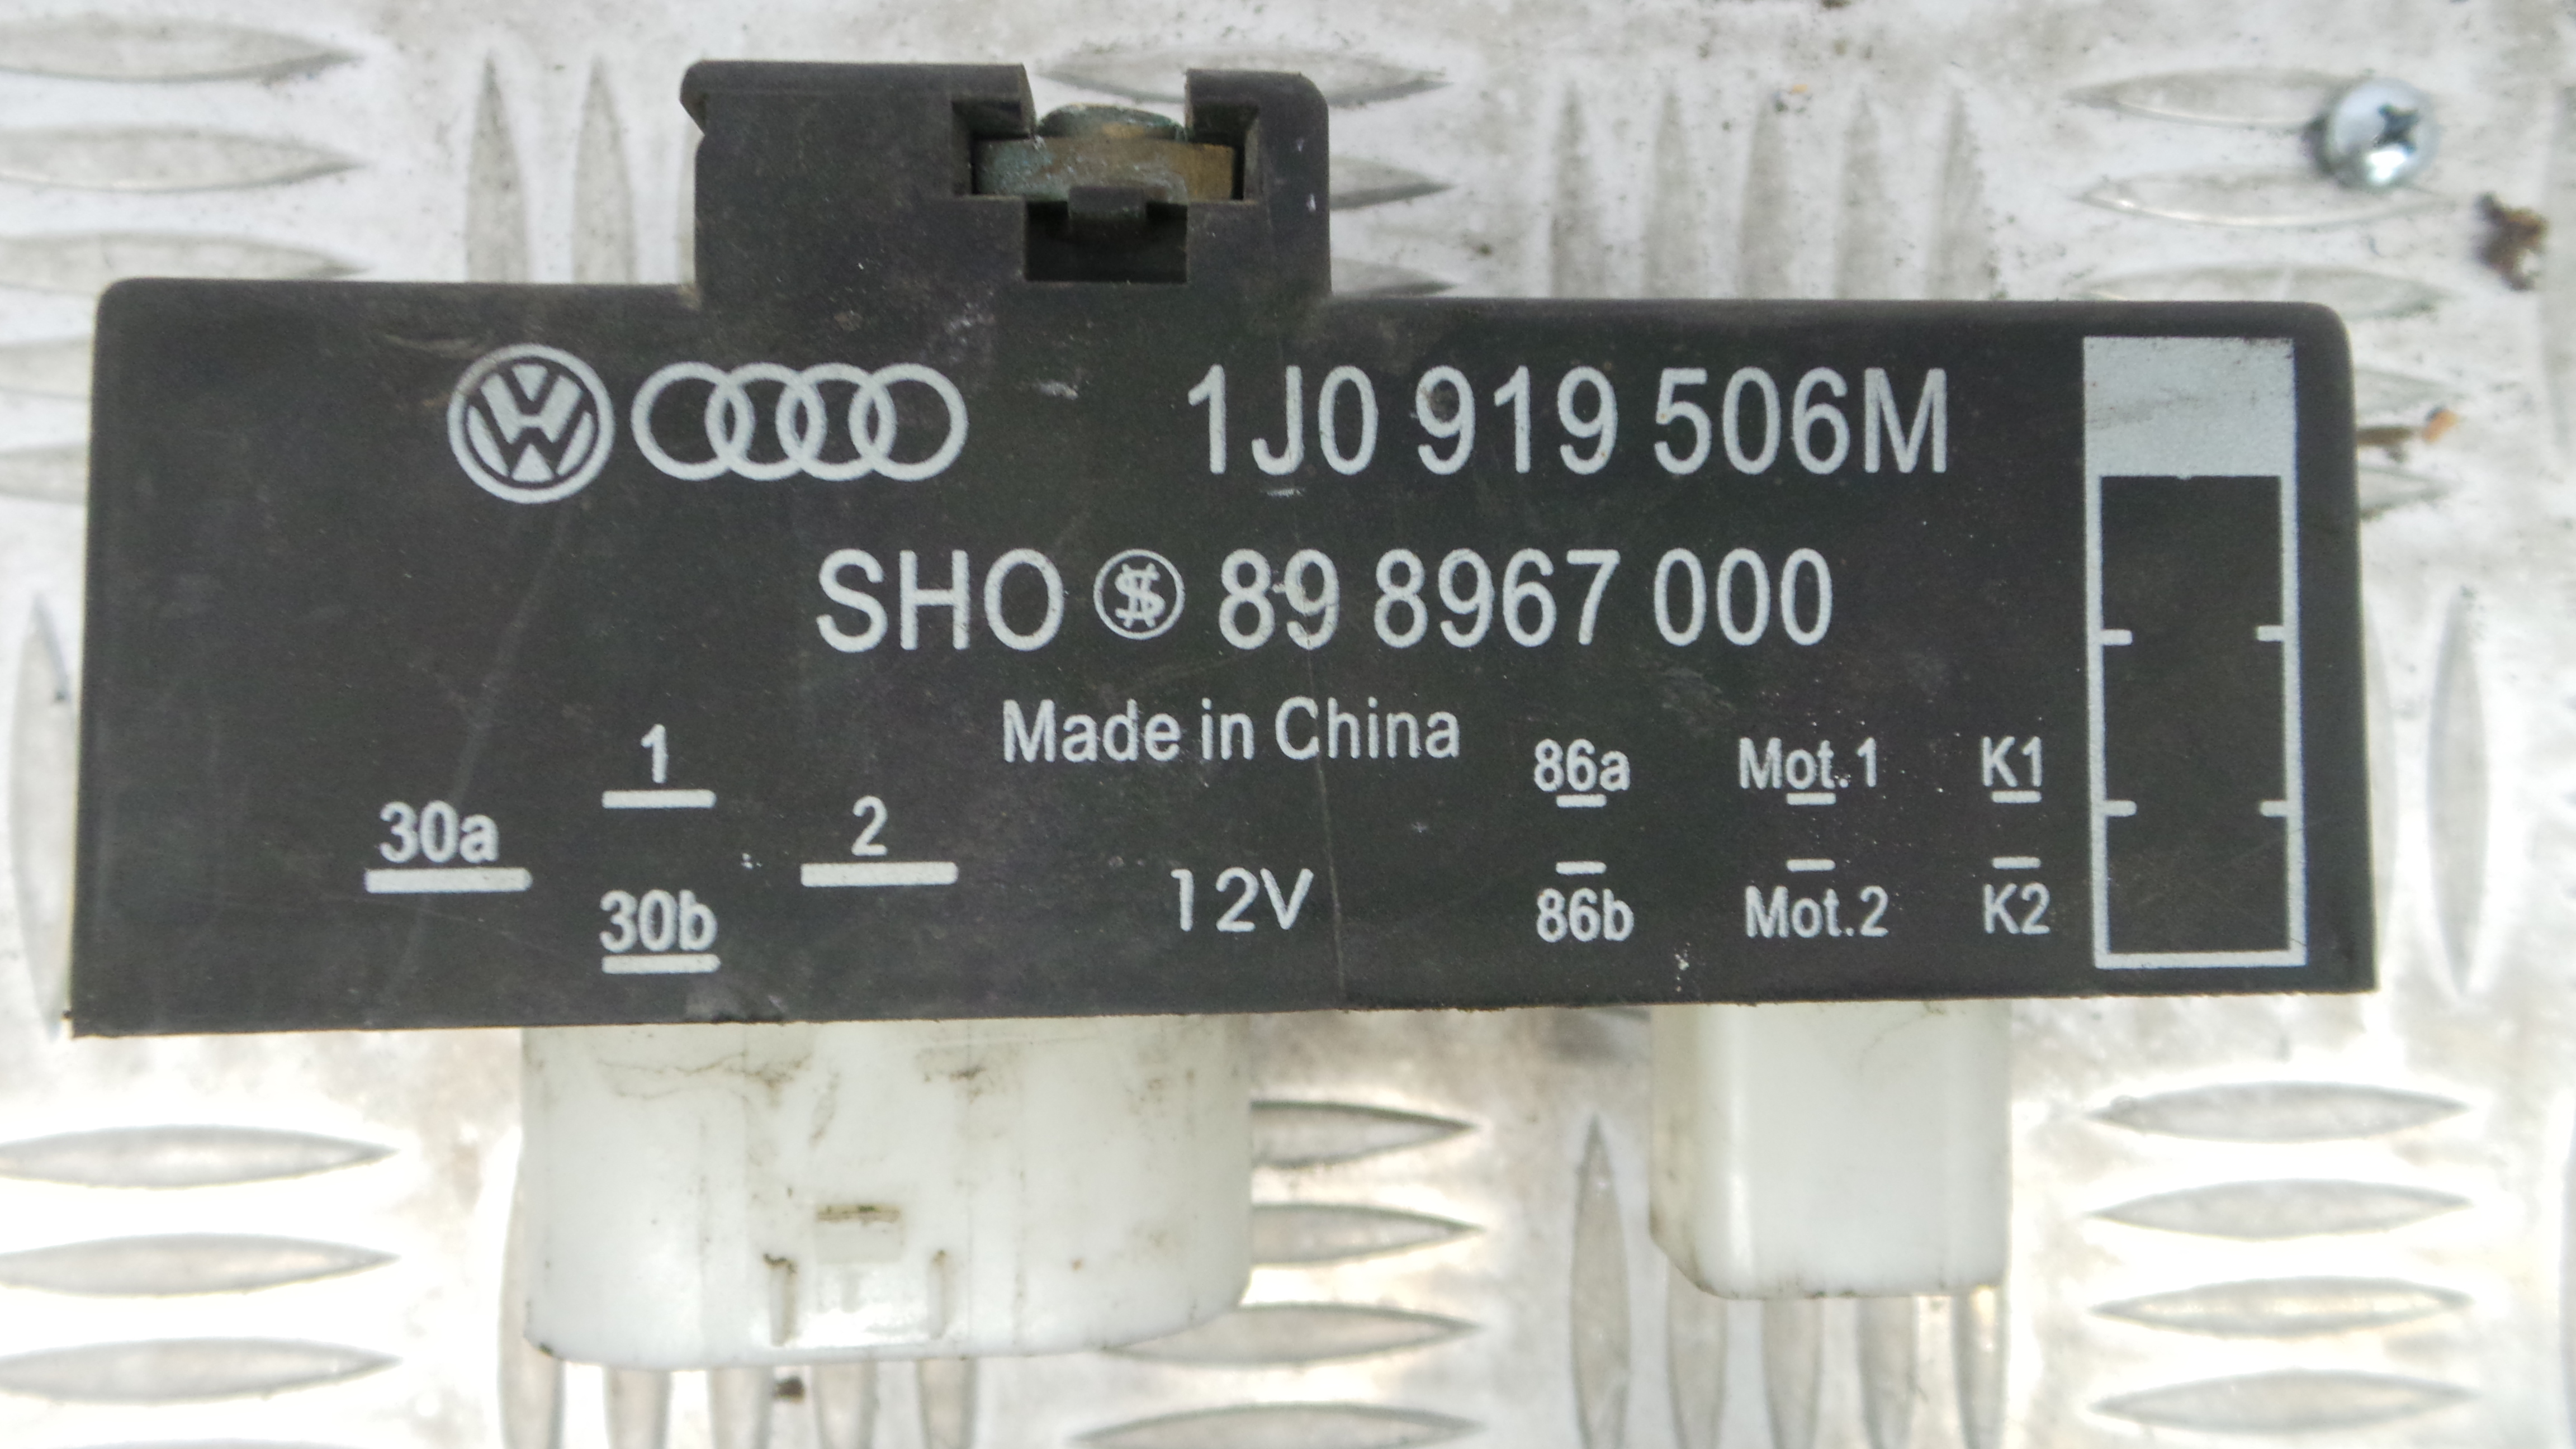 1J0 919 506M
SHO $ 89 8967 000
Made in China
1
30a
2
30b
12V
86a Mot.1 K1
86b Mot.2 K2